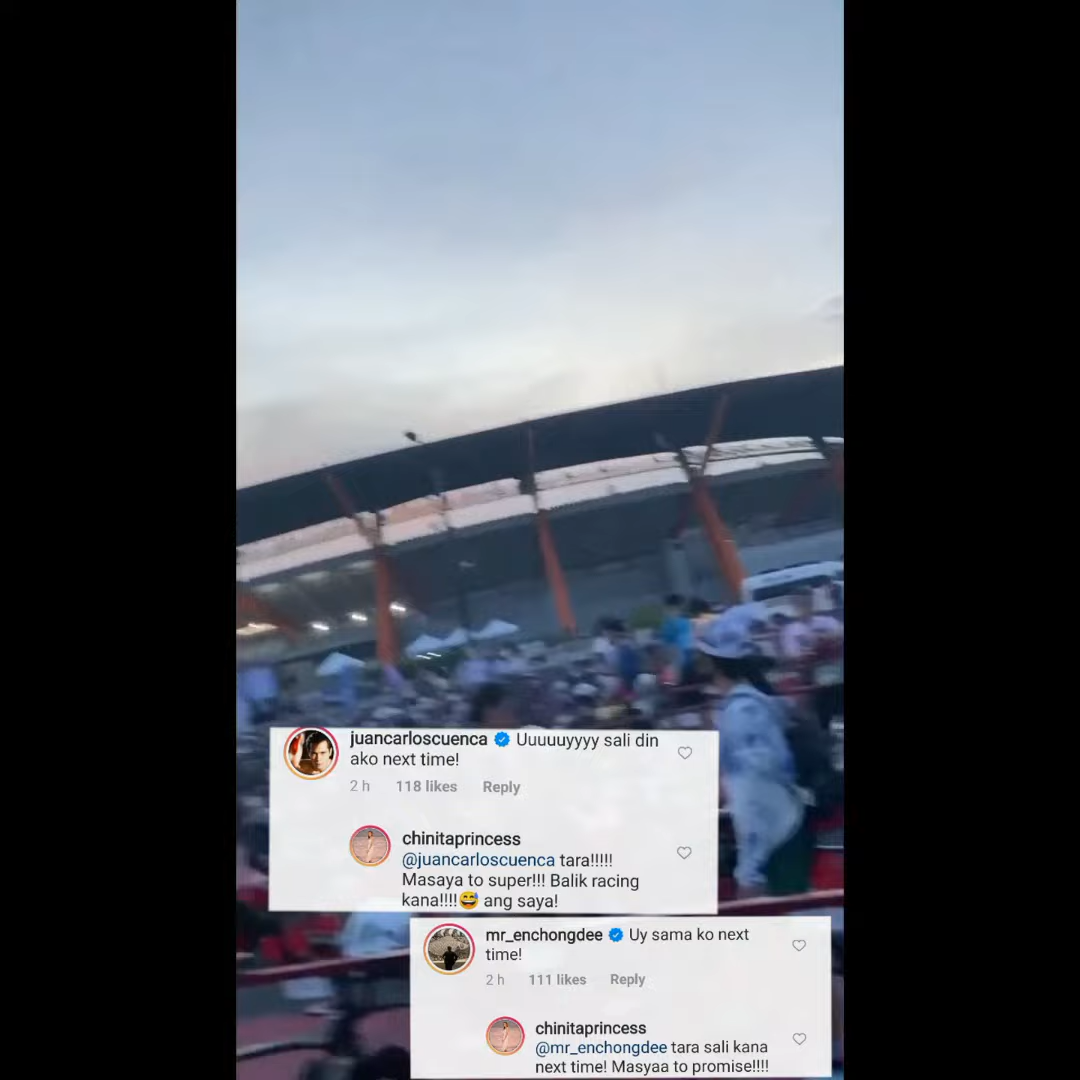 juancarloscuenca Uuuuuyyyy sali din
ako next time!
2 h 118 likes Reply
chinitaprincess
@juancarloscuenca tara!!!!!
Masaya to super!!! Balik racing
kana!!!!😅 ang saya!
mr_enchongdee Uy sama ko next
time!
2 h 111 likes Reply
chinitaprincess
@mr_enchongdee tara sali kana
next time! Masyaa to promise!!!!